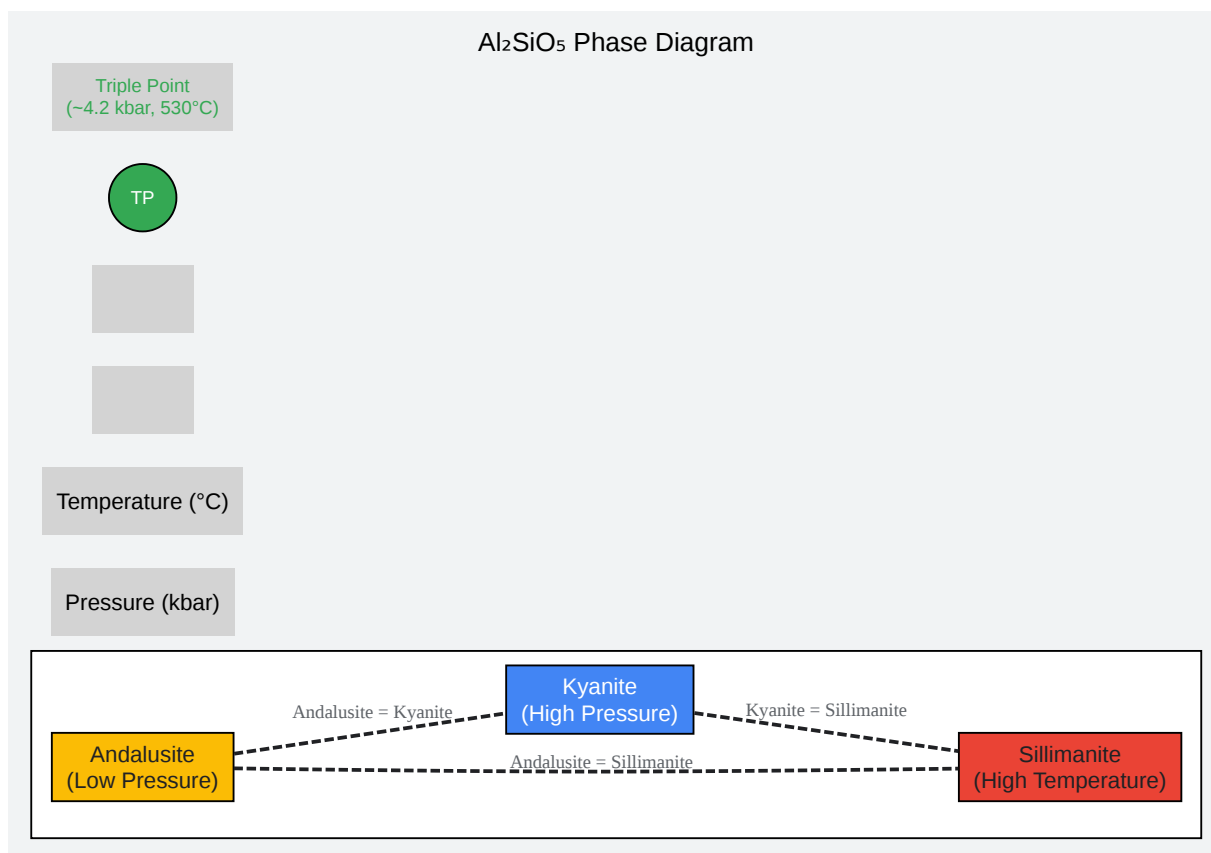 Al₂SiO₅ Phase Diagram
Triple Point
(~4.2 kbar, 530°C)
TP
Temperature (°C)
Pressure (kbar)
Kyanite
(High Pressure)
Andalusite = Kyanite
Kyanite = Sillimanite
Andalusite
(Low Pressure)
Andalusite = Sillimanite
Sillimanite
(High Temperature)